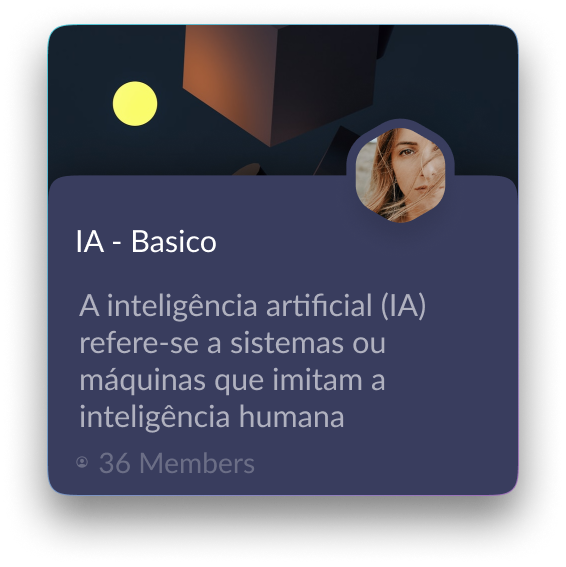 IA - Basico
A inteligência artificial (IA)
refere-se a sistemas ou
máquinas que imitam a
inteligência humana
36 Members